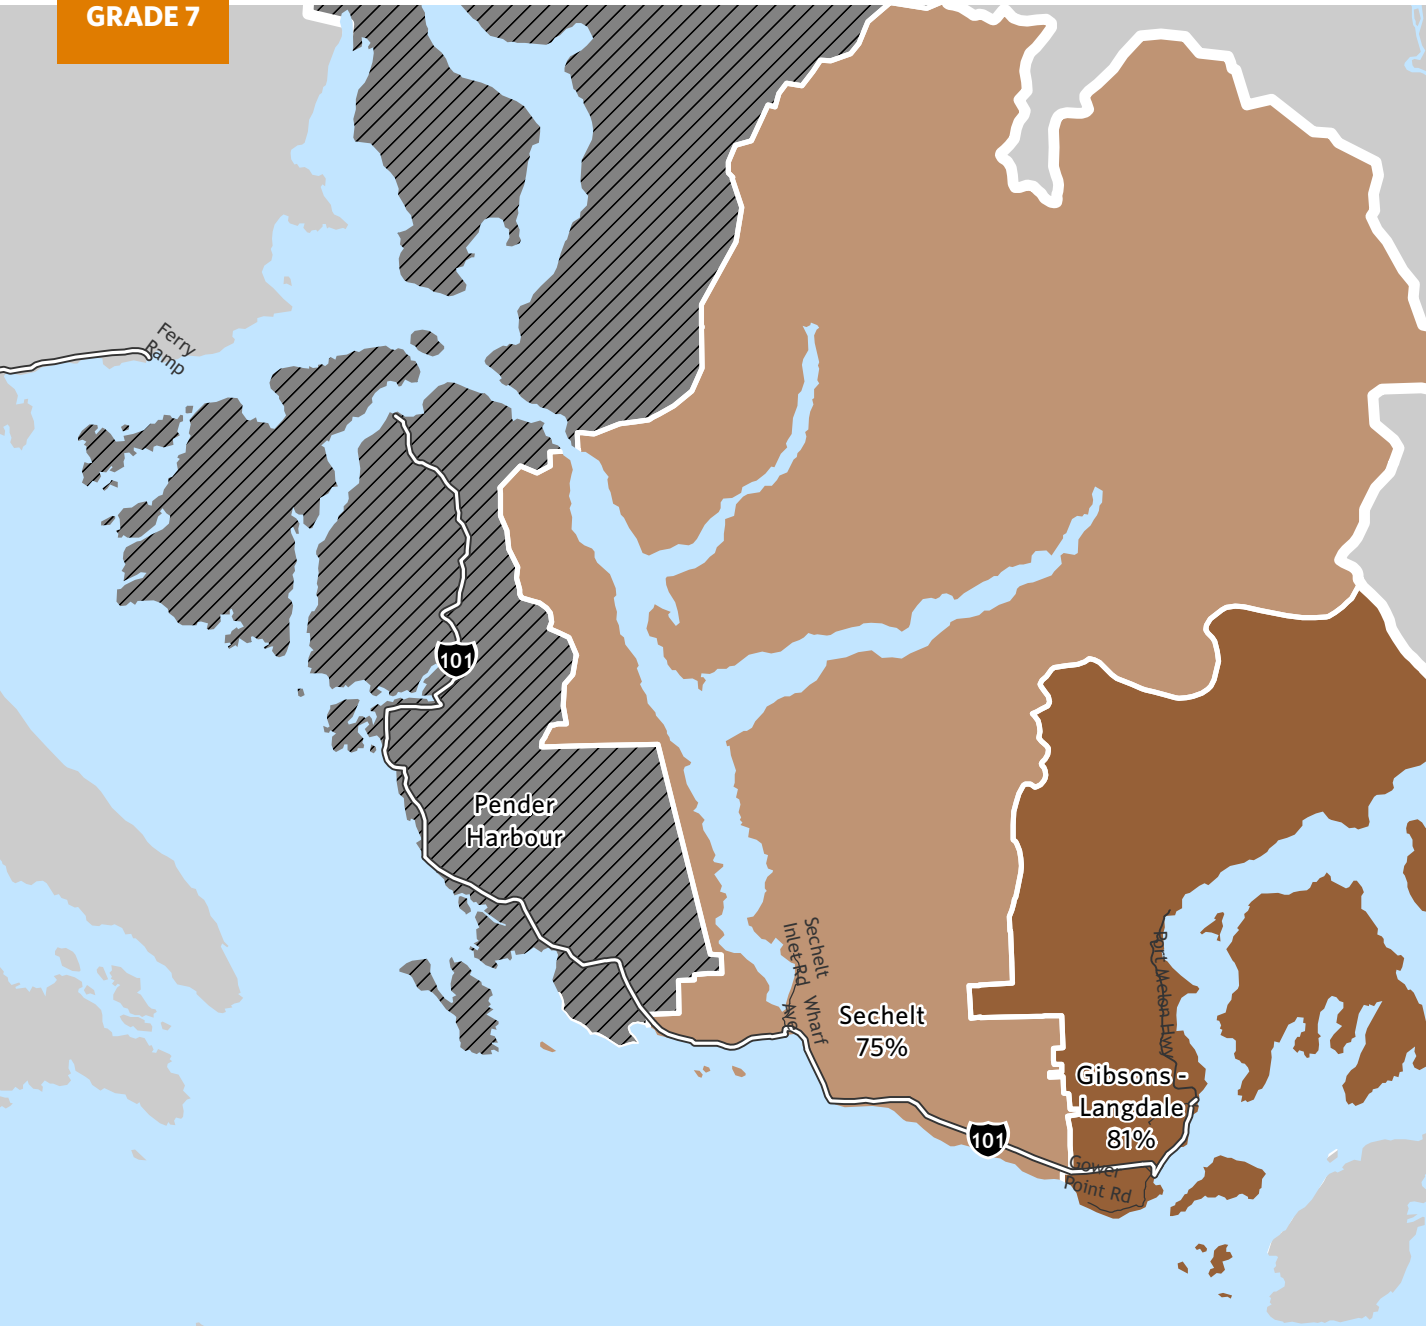 GRADE 7
Ferry
Ramp
101
Pender
Harbour
Sechelt
Inlet Rd
Wharf
Ave
Sechelt
75%
Port Melon Hwy
Gibsons -
Langdale
81%
101
Gower
Point Rd